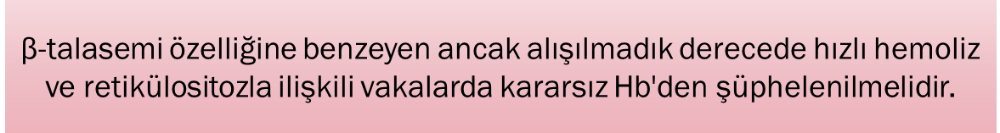 β-talasemi özelliğine benzeyen ancak alışılmadık derecede hızlı hemoliz
ve retikülositozla ilişkili vakalarda kararsız Hb'den şüphelenilmelidir.